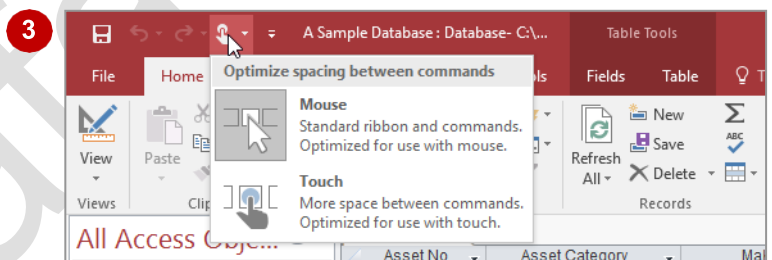 3
A Sample Database : Database- C:\...
Table Tools
File
Home
Fields
Table
Optimize spacing between commands
Mouse
Standard ribbon and commands.
Optimized for use with mouse.
Touch
More space between commands.
Optimized for use with touch.
View
Paste
Refresh
All
New
Save
Delete
ABC
Views
Records
All Access
Asset No
Asset Category